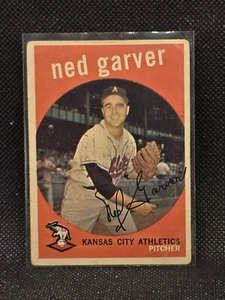 ned garver
A
Ned Garver
KANSAS CITY ATHLETICS
PITCHER